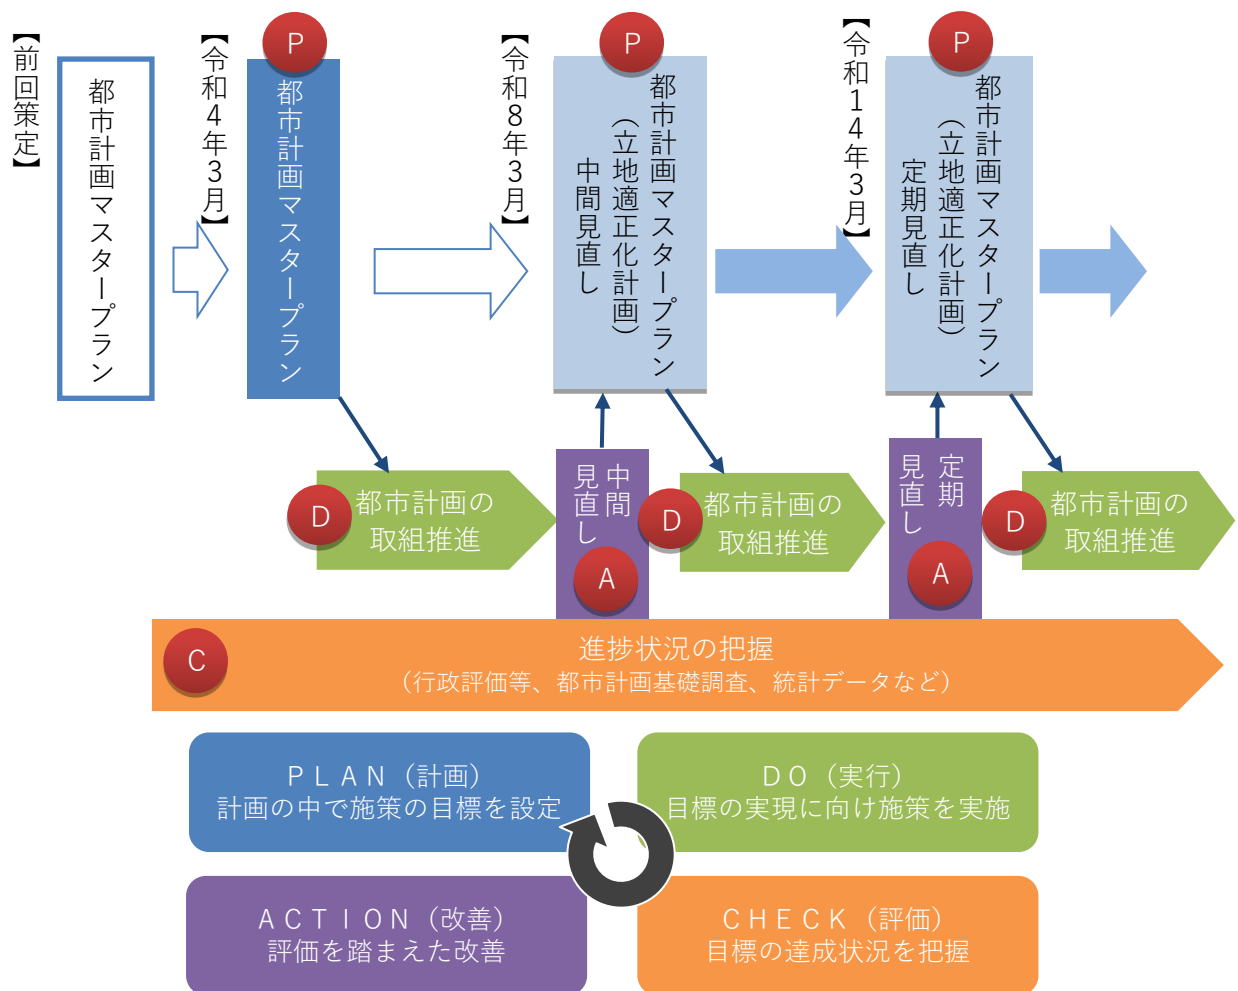 【前回策定】
都市計画マスタープラン
【令和4年3月】
P
都市計画マスタープラン
【令和8年3月】
P
都市計画マスタープラン
（立地適正化計画）
中間見直し
【令和14年3月】
P
都市計画マスタープラン
（立地適正化計画）
定期見直し
D
都市計画の
取組推進
中間
見直し
A
D
都市計画の
取組推進
定期
見直し
A
D
都市計画の
取組推進
C
進捗状況の把握
（行政評価等、都市計画基礎調査、統計データなど）
ＰＬＡＮ（計画）
計画の中で施策の目標を設定
ＤＯ（実行）
目標の実現に向け施策を実施
ＡＣＴＩＯＮ（改善）
評価を踏まえた改善
ＣＨＥＣＫ（評価）
目標の達成状況を把握